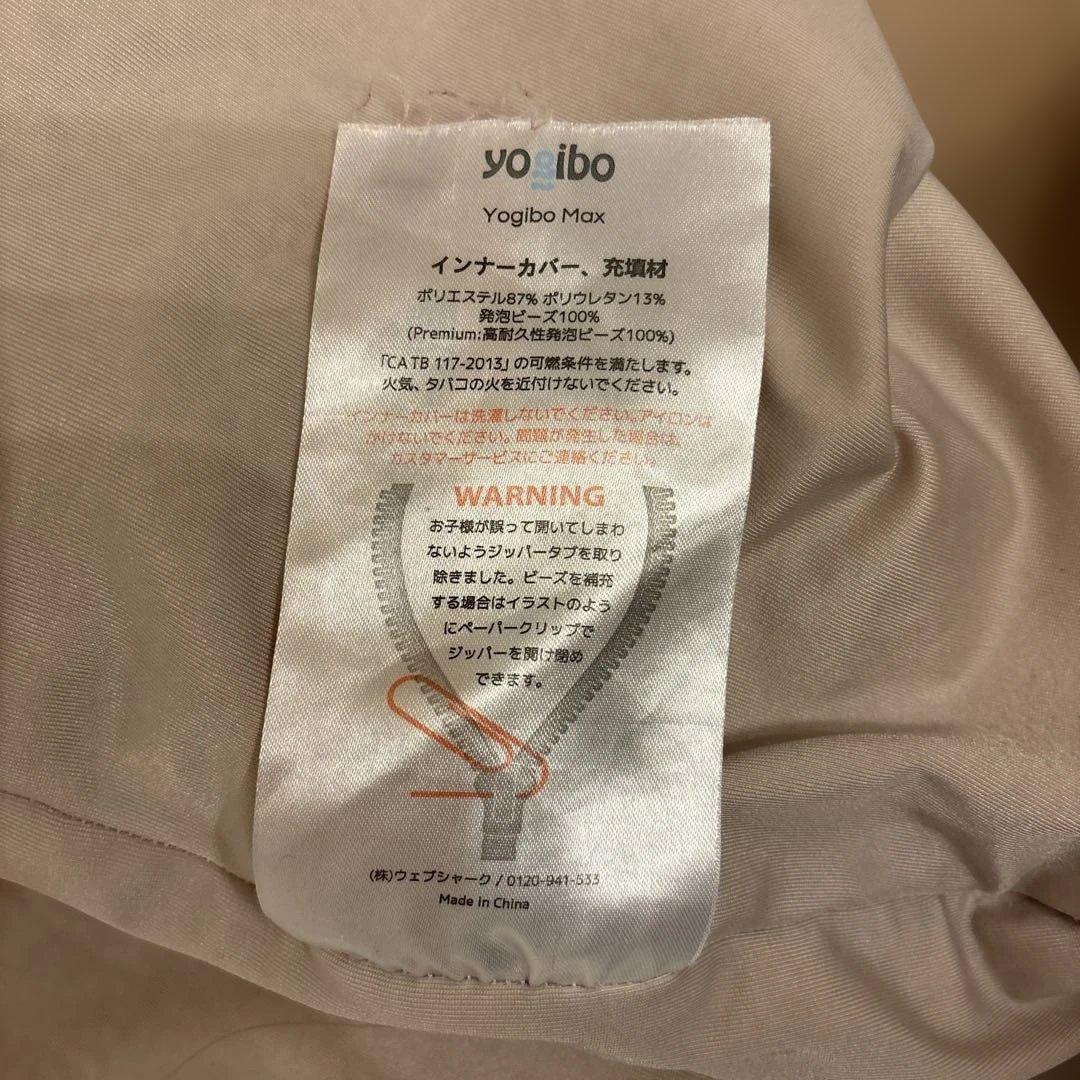 yogibo
Yogibo Max
インナーカバー、充填材
ポリエステル87% ポリウレタン13%
発泡ビーズ100%
(Premium:高耐久性発泡ビーズ100%)
「CA TB 117-2013」の可燃条件を満たします。
火気、タバコの火を近付けないでください。
インナーカバーは洗濯しないでください。アイロンは
かけないでください。問題が発生した場合は、
カスタマーサービスにご連絡ください。
WARNING
お子様が誤って開いてしまわ
ないようジッパータブを取り
除きました。ビーズを補充
する場合はイラストのよう
にペーパークリップで
ジッパーを開け閉め
できます。
(株)ウェブシャーク / 0120-941-533
Made in China